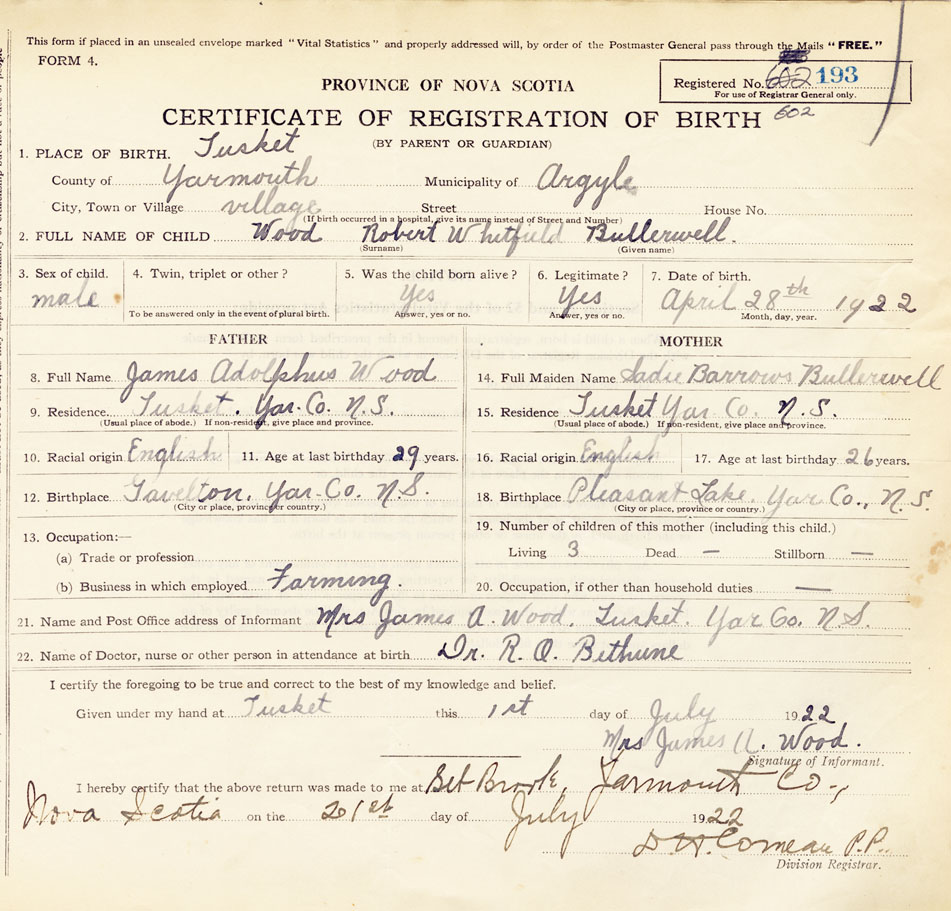 This form if placed in an unsealed envelope marked "Vital Statistics" and properly addressed will, by order of the Postmaster General pass through the Mails "FREE."
FORM 4.
PROVINCE OF NOVA SCOTIA
Registered No. 602 193
For use of Registrar General only.
602
CERTIFICATE OF REGISTRATION OF BIRTH
(BY PARENT OR GUARDIAN)
1. PLACE OF BIRTH. Tusket
County of Yarmouth Municipality of Argyle
City, Town or Village village Street House No.
(If birth occurred in a hospital, give its name instead of Street and Number)
2. FULL NAME OF CHILD Wood Robert Whitfield Bullerwell.
(Surname) (Given name)
3. Sex of child. 4. Twin, triplet or other? 5. Was the child born alive? 6. Legitimate? 7. Date of birth.
male Yes Yes April 28th 1922
To be answered only in the event of plural birth. Answer, yes or no. Answer, yes or no. Month, day, year.
FATHER MOTHER
8. Full Name James Adolphus Wood 14. Full Maiden Name Sadie Barrows Bullerwell
9. Residence Tusket. Yar. Co. N.S. 15. Residence Tusket Yar. Co. N.S.
(Usual place of abode.) If non-resident, give place and province. (Usual place of abode.) If non-resident, give place and province.
10. Racial origin English 11. Age at last birthday 29 years. 16. Racial origin English 17. Age at last birthday 26 years.
12. Birthplace Gavelton, Yar. Co. N.S. 18. Birthplace Pleasant Lake. Yar. Co., N.S.
(City or place, province or country.) (City or place, province or country.)
19. Number of children of this mother (including this child.)
13. Occupation:—
Living 3 Dead — Stillborn —
(a) Trade or profession
(b) Business in which employed Farming. 20. Occupation, if other than household duties —
21. Name and Post Office address of Informant Mrs James A. Wood, Tusket. Yar Co. N.S.
22. Name of Doctor, nurse or other person in attendance at birth Dr. R. O. Bethune
I certify the foregoing to be true and correct to the best of my knowledge and belief.
Given under my hand at Tusket this 1st day of July 1922
Mrs James A. Wood.
Signature of Informant.
I hereby certify that the above return was made to me at Brook, Yarmouth Co.,
Nova Scotia on the 21st day of July 1922
Comeau P.P.
Division Registrar.